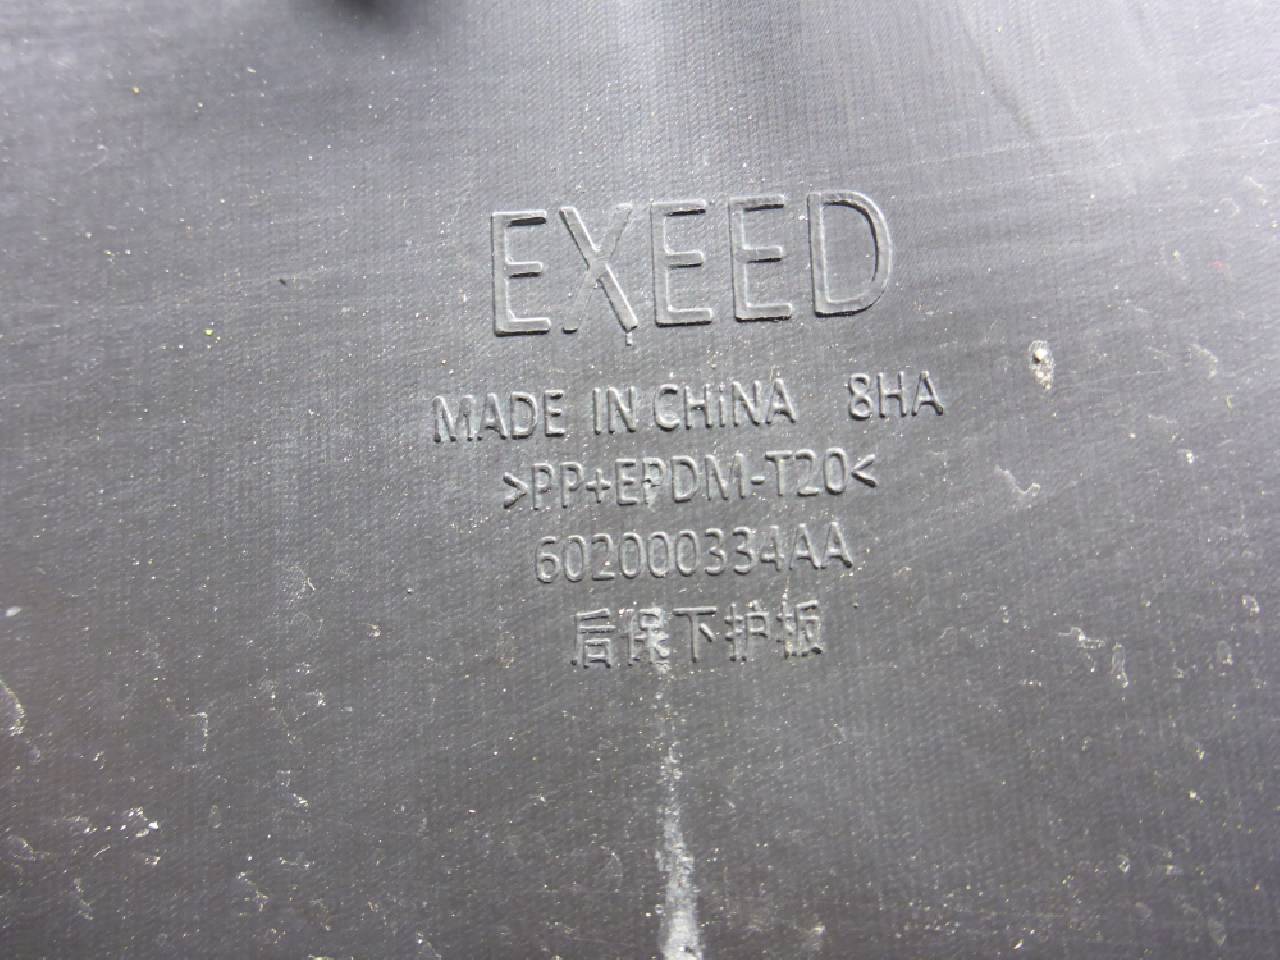 EXEED
MADE IN CHiNA 8HA
>PP+EPDM-T20<
602000334AA
后保下护板